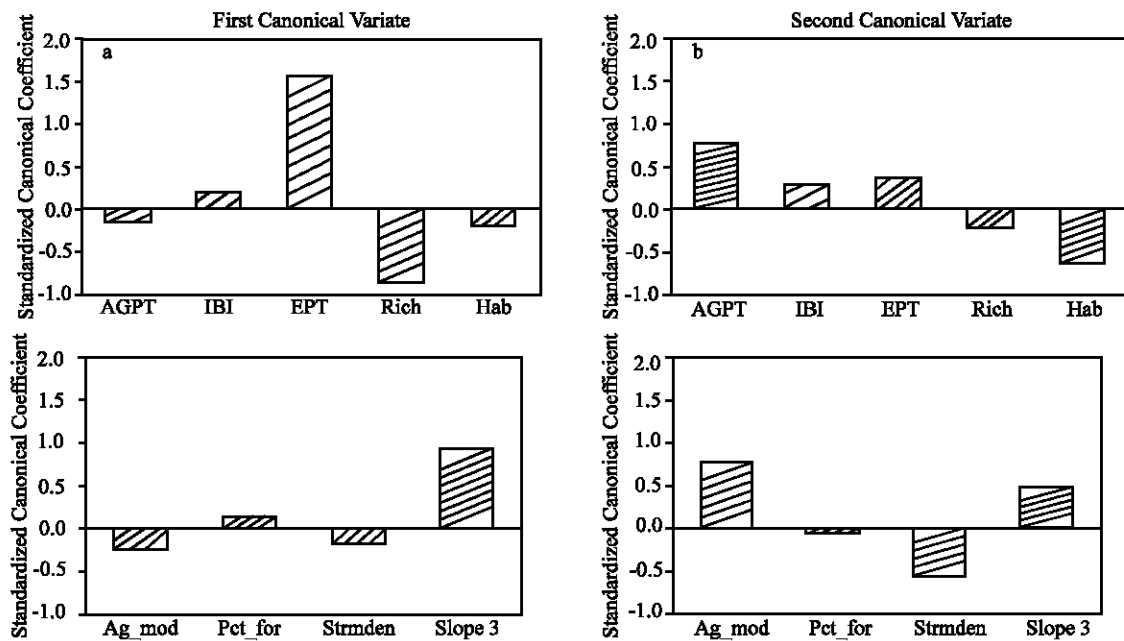 First Canonical Variate
Standardized Canonical Coefficient
a
2.0
1.5
1.0
0.5
0.0
-0.5
-1.0
AGPT IBI EPT Rich Hab
Second Canonical Variate
Standardized Canonical Coefficient
b
2.0
1.5
1.0
0.5
0.0
-0.5
-1.0
AGPT IBI EPT Rich Hab
Standardized Canonical Coefficient
2.0
1.5
1.0
0.5
0.0
-0.5
-1.0
Ag_mod Pct_for Strmden Slope 3
Standardized Canonical Coefficient
2.0
1.5
1.0
0.5
0.0
-0.5
-1.0
Ag_mod Pct_for Strmden Slope 3